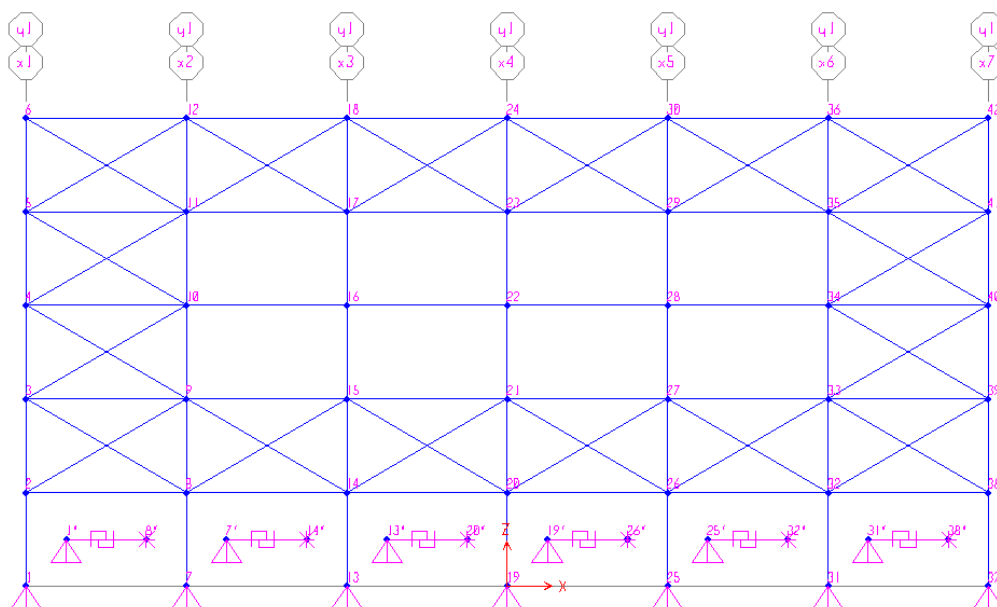 y1 y1 y1 y1 y1 y1 y1
x1 x2 x3 x4 x5 x6 x7
6 12 18 24 30 36 42
5 11 17 23 29 35 41
4 10 16 22 28 34 40
3 9 15 21 27 33 39
2 8 14 20 26 32 38
1" 8" 7' 14" 13" 20" Z 19' 26" 25' 32" 31" 38"
1 7 13 19 X 25 31 37